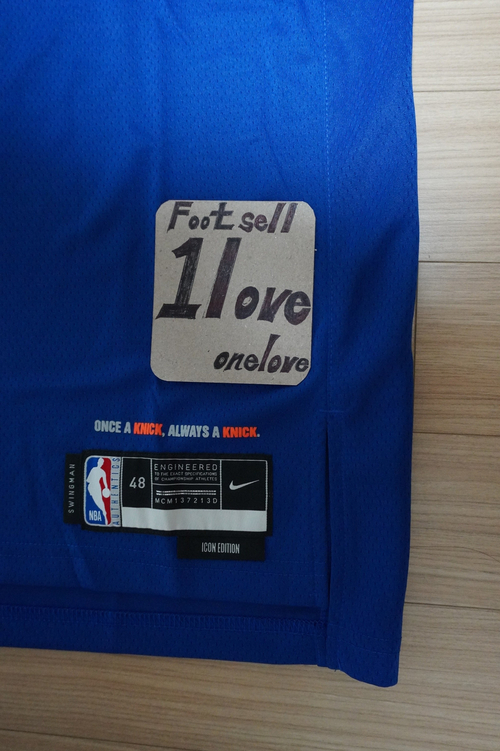 Foot sell
1love
onelove
ONCE A KNICK, ALWAYS A KNICK.
SWINGMAN
NBA
AUTHENTICS
48
ENGINEERED
TO THE EXACT SPECIFICATIONS
OF CHAMPIONSHIP ATHLETES
MCM137213D
ICON EDITION